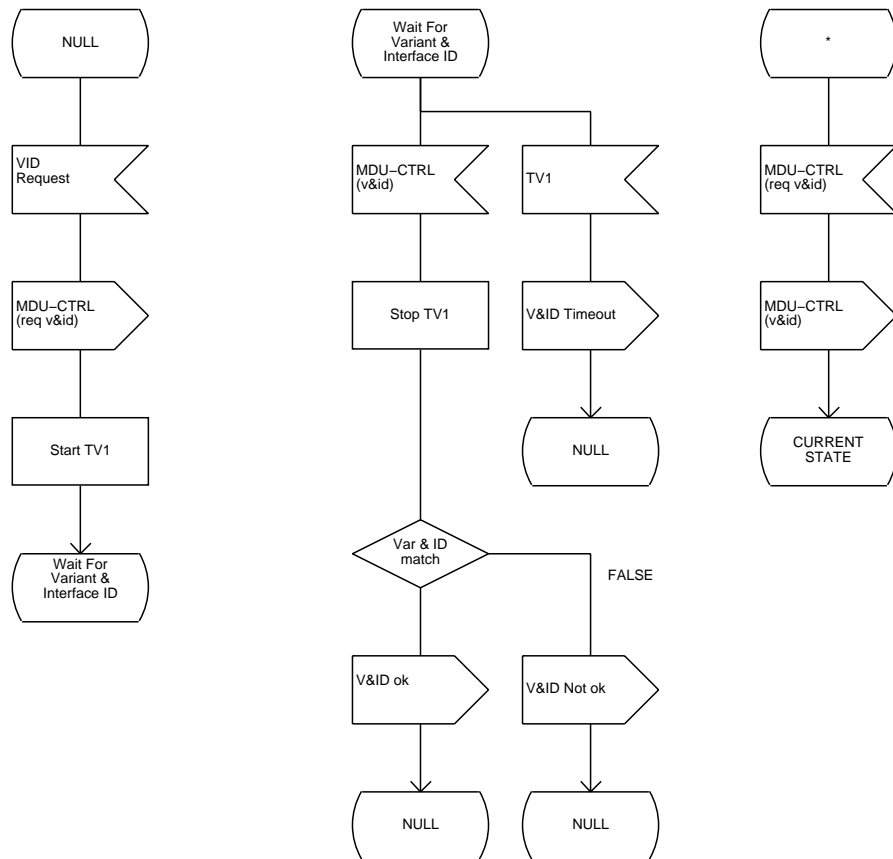 NULL
VID
Request
MDU–CTRL
(req v&id)
Start TV1
Wait For
Variant &
Interface ID
Wait For
Variant &
Interface ID
MDU–CTRL
(v&id)
Stop TV1
Var & ID
match
V&ID ok
NULL
TV1
V&ID Timeout
NULL
FALSE
V&ID Not ok
NULL
*
MDU–CTRL
(req v&id)
MDU–CTRL
(v&id)
CURRENT
STATE